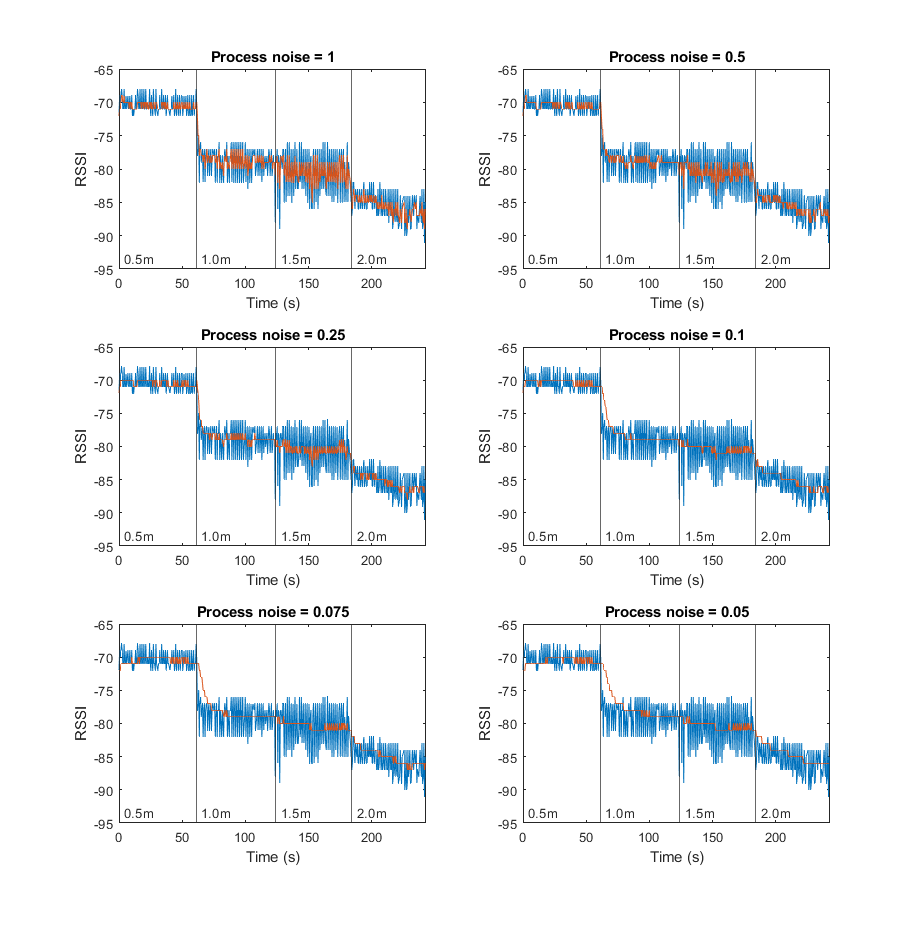 Process noise = 1
-65
-70
-75
-80
-85
-90
-95
RSSI
0.5m 1.0m 1.5m 2.0m
0 50 100 150 200
Time (s)
Process noise = 0.5
-65
-70
-75
-80
-85
-90
-95
RSSI
0.5m 1.0m 1.5m 2.0m
0 50 100 150 200
Time (s)
Process noise = 0.25
-65
-70
-75
-80
-85
-90
-95
RSSI
0.5m 1.0m 1.5m 2.0m
0 50 100 150 200
Time (s)
Process noise = 0.1
-65
-70
-75
-80
-85
-90
-95
RSSI
0.5m 1.0m 1.5m 2.0m
0 50 100 150 200
Time (s)
Process noise = 0.075
-65
-70
-75
-80
-85
-90
-95
RSSI
0.5m 1.0m 1.5m 2.0m
0 50 100 150 200
Time (s)
Process noise = 0.05
-65
-70
-75
-80
-85
-90
-95
RSSI
0.5m 1.0m 1.5m 2.0m
0 50 100 150 200
Time (s)